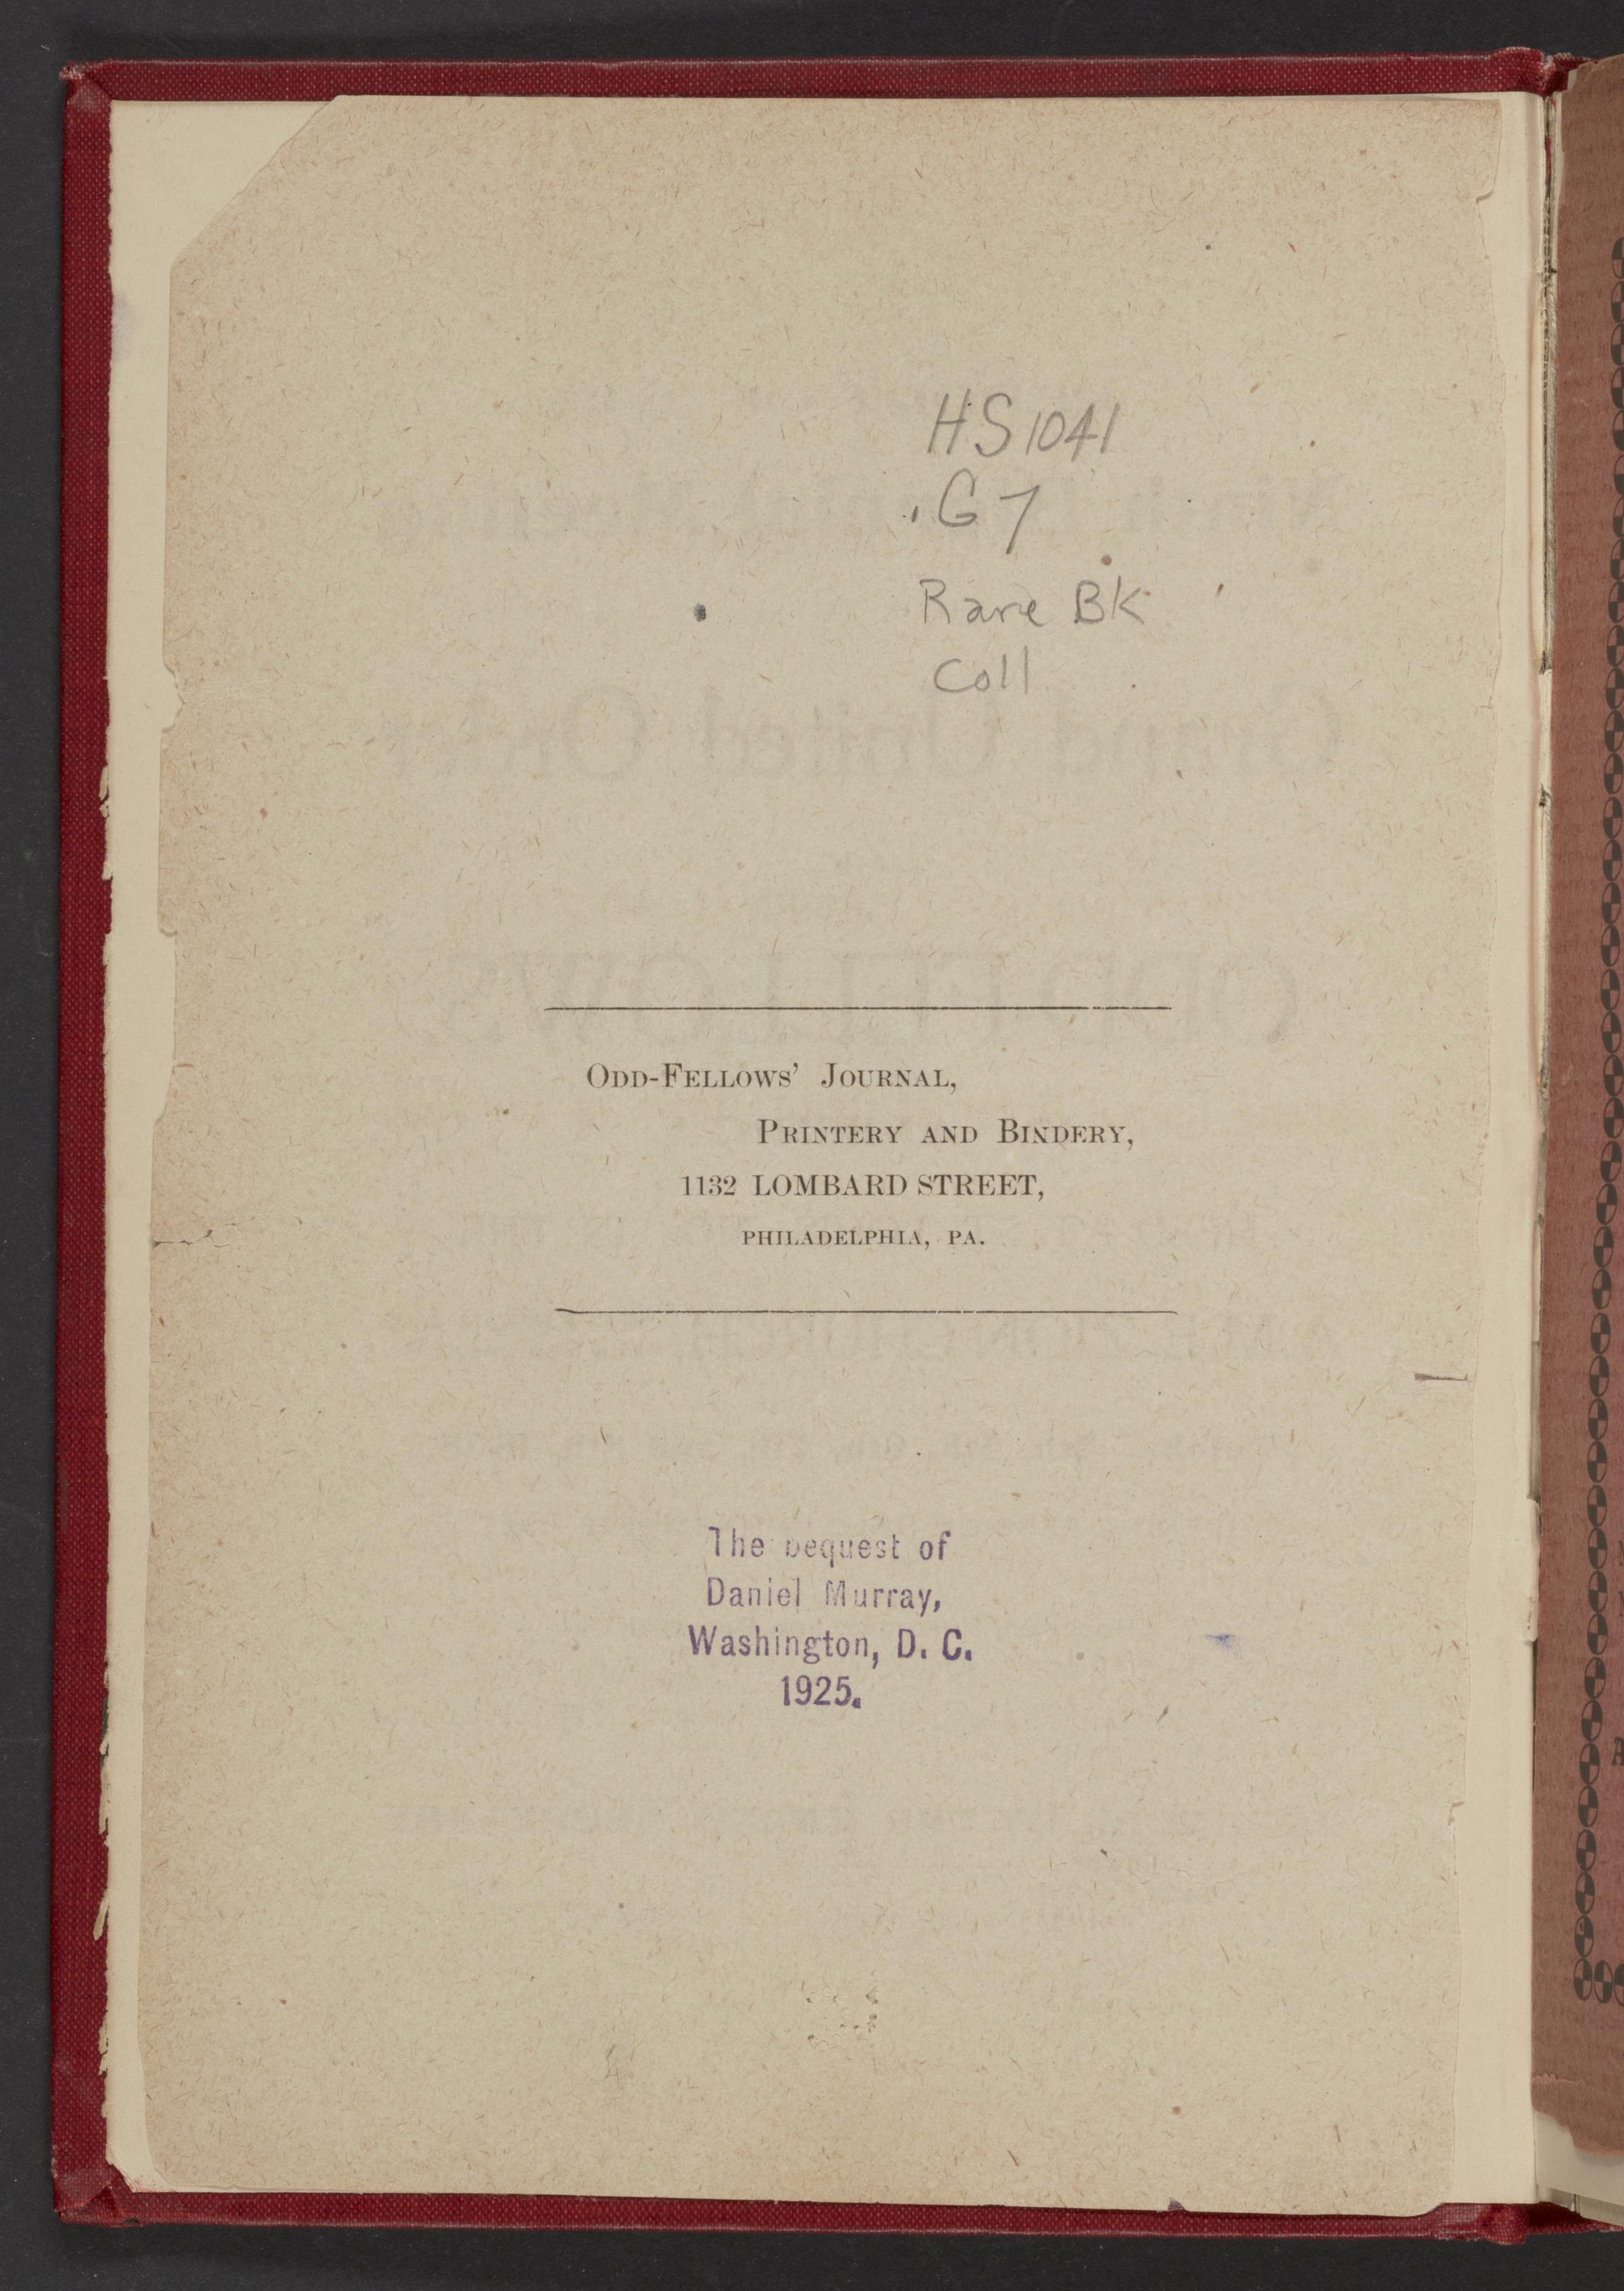 HS1041
.G7
Rare Bk
Coll
ODD-FELLOWS' JOURNAL,
PRINTERY AND BINDERY,
1132 LOMBARD STREET,
PHILADELPHIA, PA.
The bequest of
Daniel Murray,
Washington, D. C.
1925.